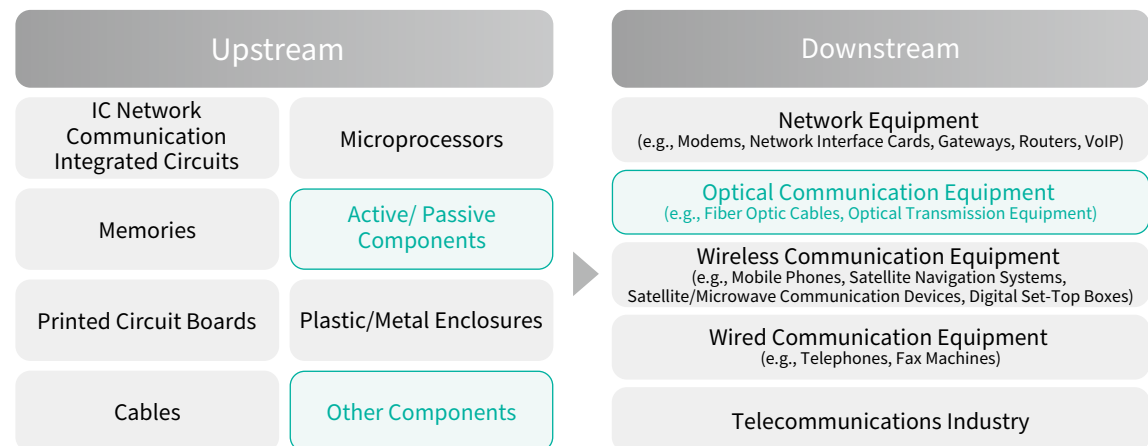 Upstream
IC Network
Communication
Integrated Circuits
Microprocessors
Memories
Active/ Passive
Components
Printed Circuit Boards
Plastic/Metal Enclosures
Cables
Other Components
Downstream
Network Equipment
(e.g., Modems, Network Interface Cards, Gateways, Routers, VoIP)
Optical Communication Equipment
(e.g., Fiber Optic Cables, Optical Transmission Equipment)
Wireless Communication Equipment
(e.g., Mobile Phones, Satellite Navigation Systems,
Satellite/Microwave Communication Devices, Digital Set-Top Boxes)
Wired Communication Equipment
(e.g., Telephones, Fax Machines)
Telecommunications Industry